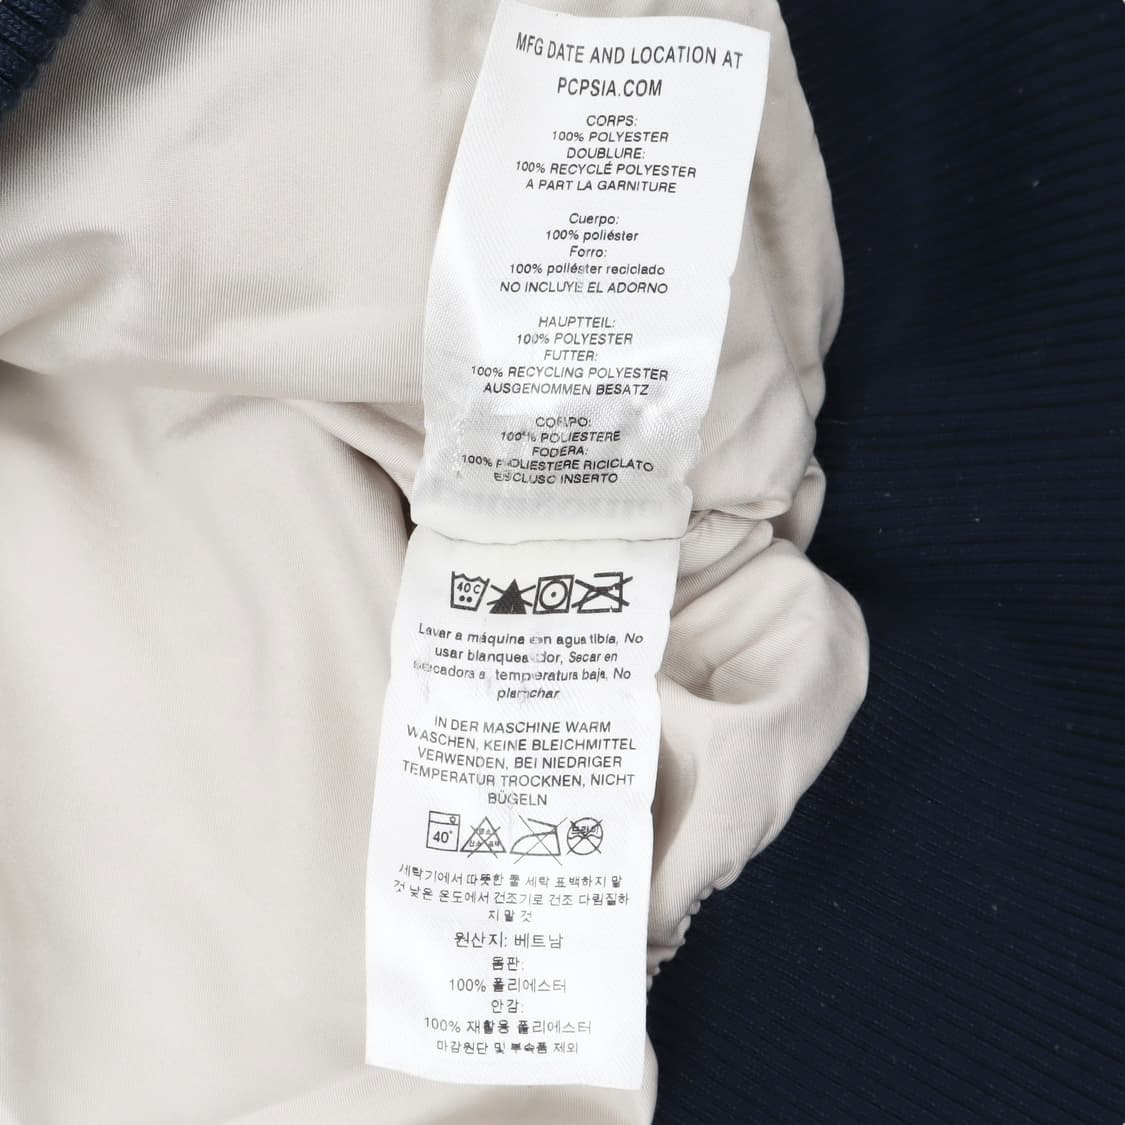 MFG DATE AND LOCATION AT
PCPSIA.COM
CORPS:
100% POLYESTER
DOUBLURE:
100% RECYCLÉ POLYESTER
A PART LA GARNITURE
Cuerpo:
100% poliéster
Forro:
100% poliéster reciclado
NO INCLUYE EL ADORNO
HAUPTTEIL:
100% POLYESTER
FUTTER:
100% RECYCLING POLYESTER
AUSGENOMMEN BESATZ
CORPO:
100% POLIESTERE
FODERA:
100% POLIESTERE RICICLATO
ESCLUSO INSERTO
40 C
Lavar a máquina en agua tibia, No
usar blanqueador, Secar en
secadora a temperatura baja, No
planchar
IN DER MASCHINE WARM
WASCHEN, KEINE BLEICHMITTEL
VERWENDEN, BEI NIEDRIGER
TEMPERATUR TROCKNEN, NICHT
BÜGELN
40°
드라이
세탁기에서 따뜻한 물 세탁 표백하지 말
것 낮은 온도에서 건조기로 건조 다림질하
지 말 것
원산지: 베트남
몸판:
100% 폴리에스터
안감:
100% 재활용 폴리에스터
마감원단 및 부속품 제외